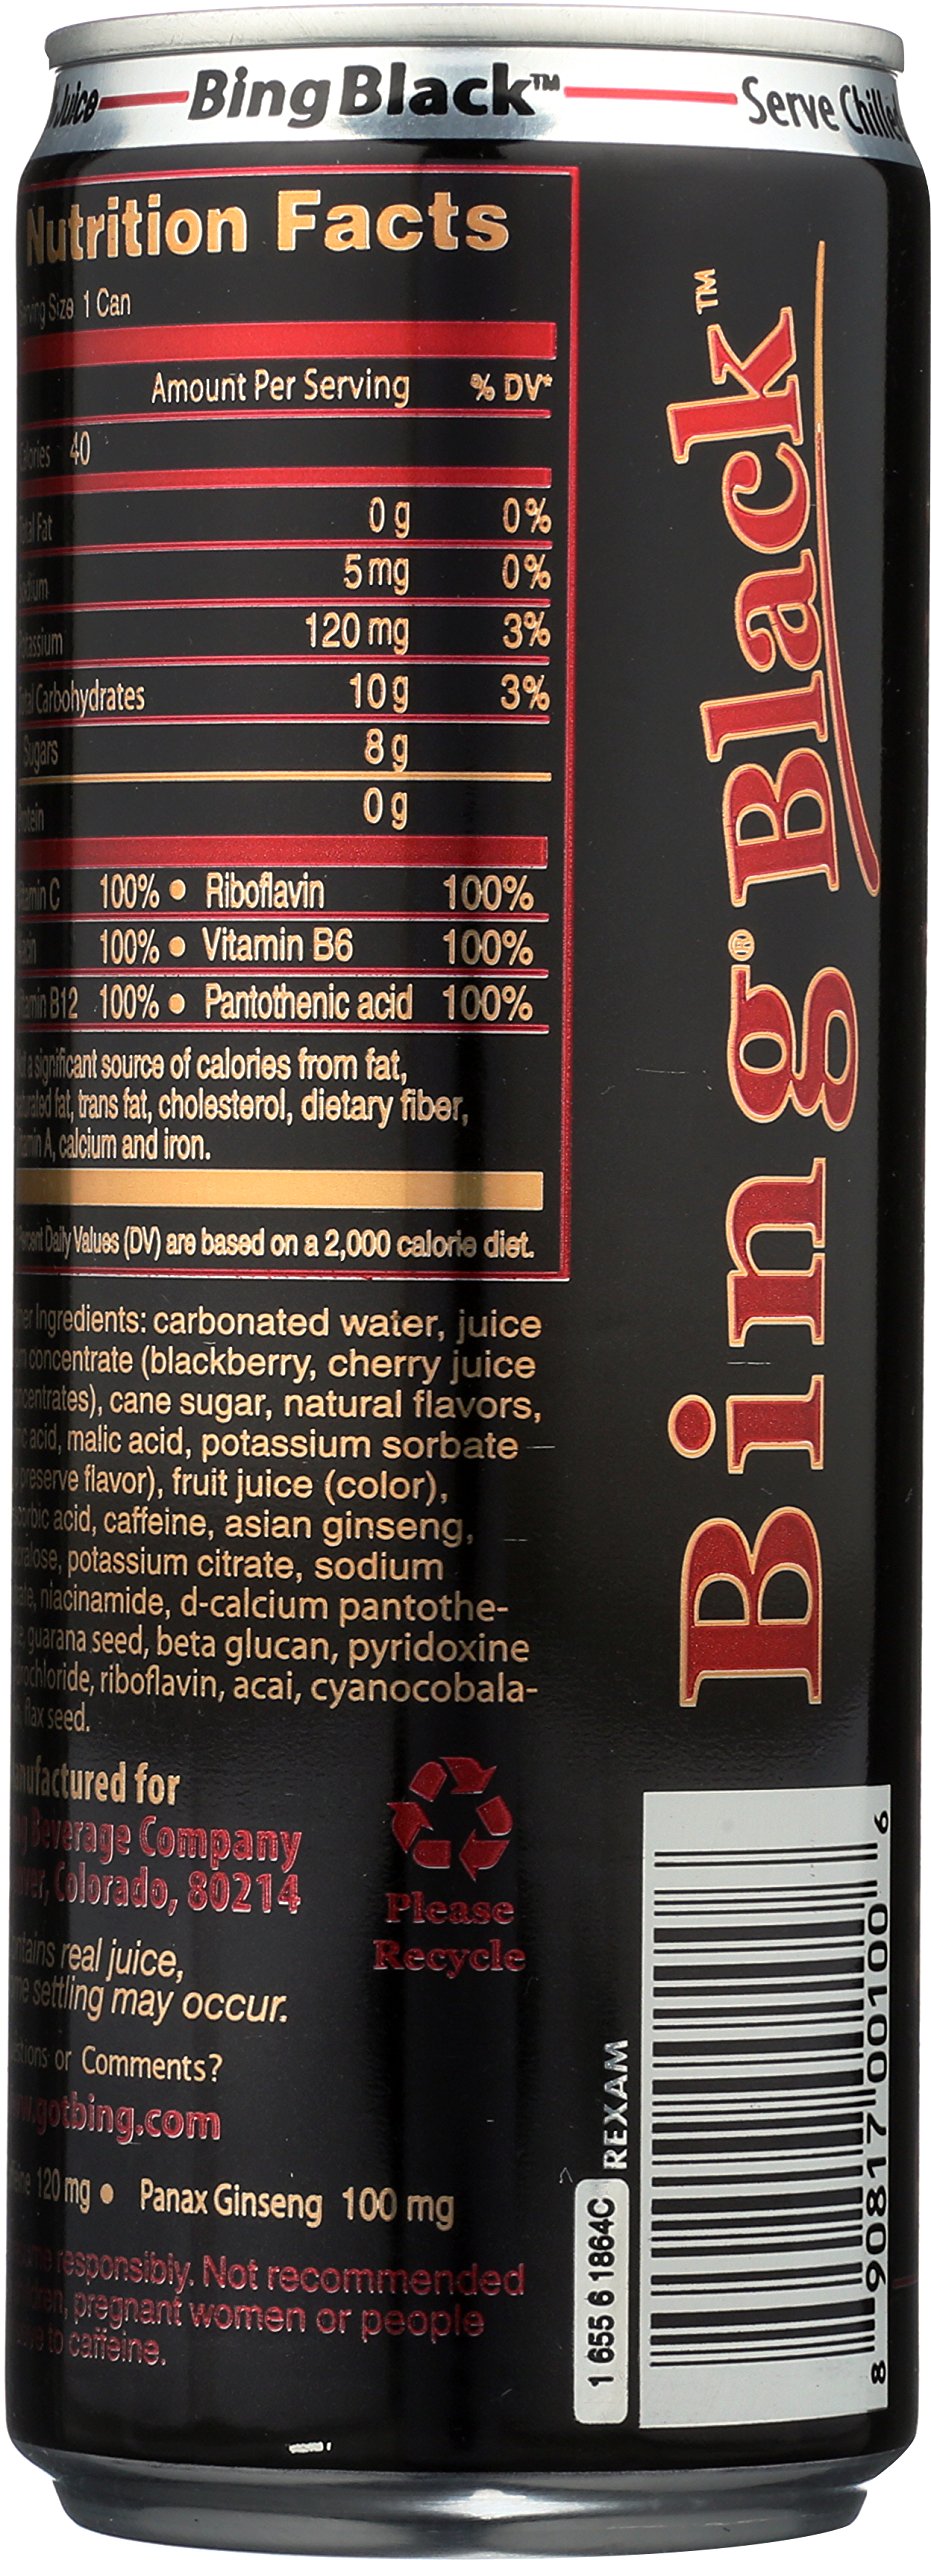 Juice BingBlack™ Serve Chilled
Nutrition Facts
Serving Size 1 Can
Amount Per Serving % DV*
Calories 40
Total Fat 0 g 0%
Sodium 5 mg 0%
Potassium 120 mg 3%
Total Carbohydrates 10 g 3%
Sugars 8 g
Protein 0 g
Vitamin C 100% • Riboflavin 100%
100% • Vitamin B6 100%
Vitamin B12 100% • Pantothenic acid 100%
a significant source of calories from fat,
saturated fat, trans fat, cholesterol, dietary fiber,
Vitamin A, calcium and iron.
Percent Daily Values (DV) are based on a 2,000 calorie diet.
Ingredients: carbonated water, juice
concentrate (blackberry, cherry juice
concentrates), cane sugar, natural flavors,
acid, malic acid, potassium sorbate
preserve flavor), fruit juice (color),
ascorbic acid, caffeine, asian ginseng,
potassium citrate, sodium
niacinamide, d-calcium pantothe-
guarana seed, beta glucan, pyridoxine
riboflavin, acai, cyanocobala-
flax seed.
Manufactured for
Beverage Company
Colorado, 80214
real juice,
settling may occur.
or Comments?
www.gotbing.com
120 mg • Panax Ginseng 100 mg
responsibly. Not recommended
pregnant women or people
to caffeine.
Please
Recycle
Bing® Black™
REXAM
1 655 6 1864C
8 90817 00100 6